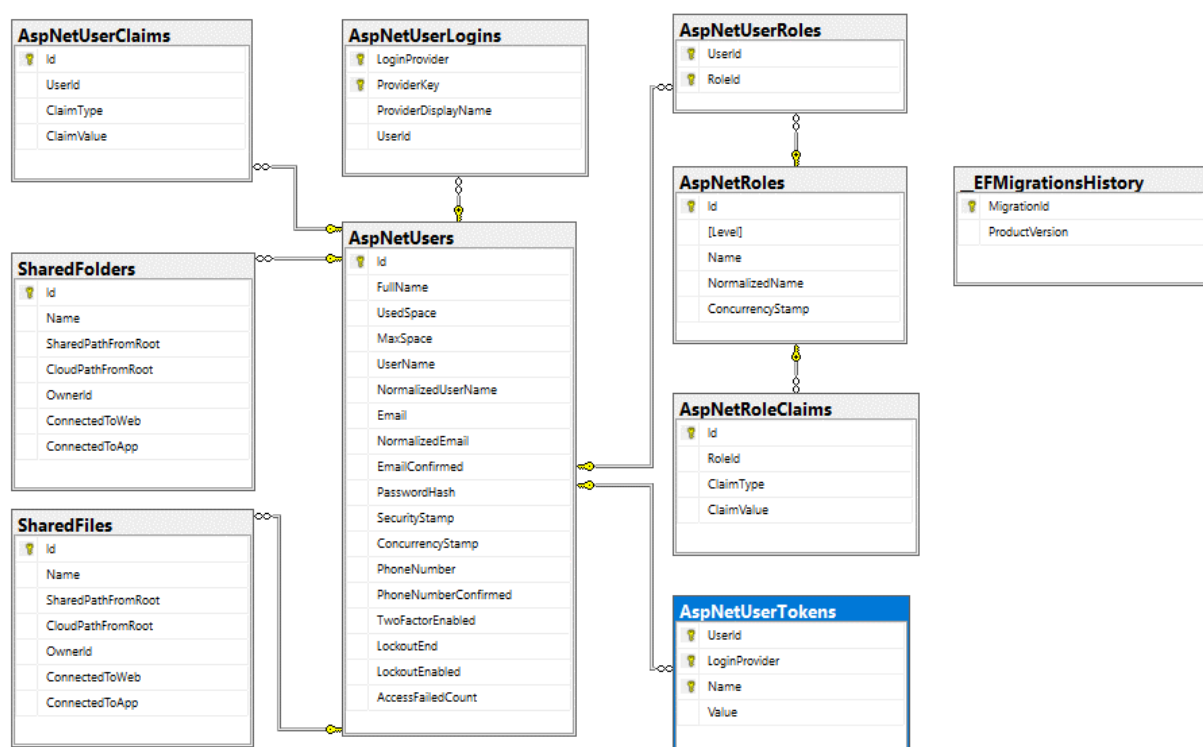 AspNetUserClaims
Id
UserId
ClaimType
ClaimValue
AspNetUserLogins
LoginProvider
ProviderKey
ProviderDisplayName
UserId
AspNetUserRoles
UserId
RoleId
AspNetRoles
Id
[Level]
Name
NormalizedName
ConcurrencyStamp
__EFMigrationsHistory
MigrationId
ProductVersion
SharedFolders
Id
Name
SharedPathFromRoot
CloudPathFromRoot
OwnerId
ConnectedToWeb
ConnectedToApp
AspNetUsers
Id
FullName
UsedSpace
MaxSpace
UserName
NormalizedUserName
Email
NormalizedEmail
EmailConfirmed
PasswordHash
SecurityStamp
ConcurrencyStamp
PhoneNumber
PhoneNumberConfirmed
TwoFactorEnabled
LockoutEnd
LockoutEnabled
AccessFailedCount
AspNetRoleClaims
Id
RoleId
ClaimType
ClaimValue
SharedFiles
Id
Name
SharedPathFromRoot
CloudPathFromRoot
OwnerId
ConnectedToWeb
ConnectedToApp
AspNetUserTokens
UserId
LoginProvider
Name
Value